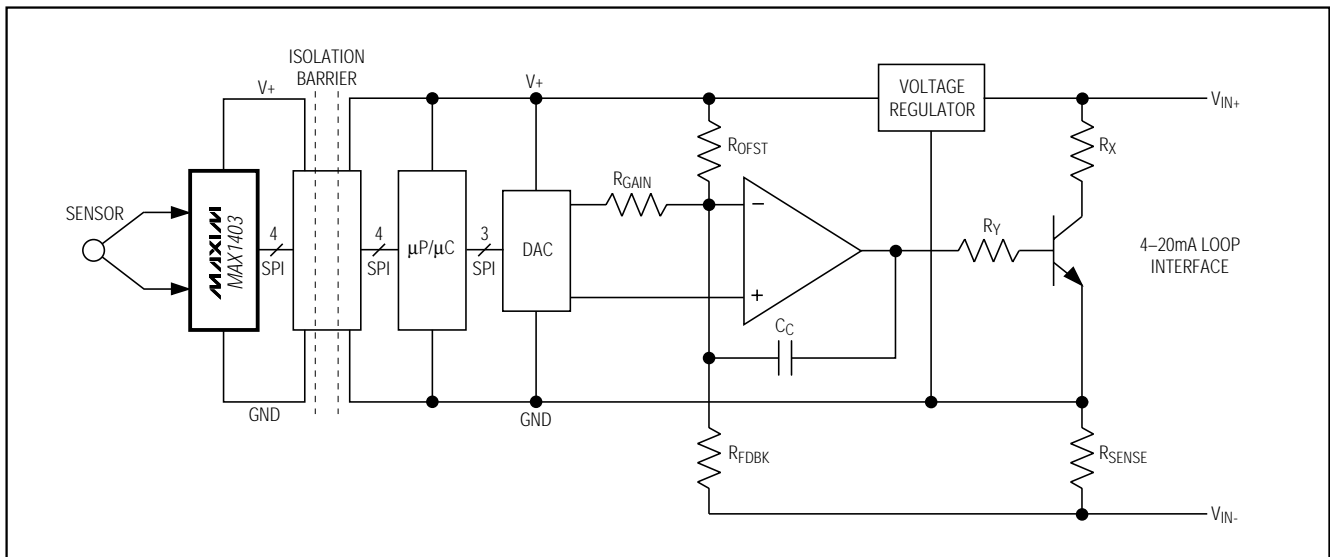 ISOLATION
BARRIER
V+
V+
VOLTAGE
REGULATOR
VIN+
ROFST
RX
RGAIN
SENSOR
MAXIM
MAX1403
4
SPI
4
SPI
µP/µC
3
SPI
DAC
−
+
RY
4–20mA LOOP
INTERFACE
CC
GND
GND
RFDBK
RSENSE
VIN-